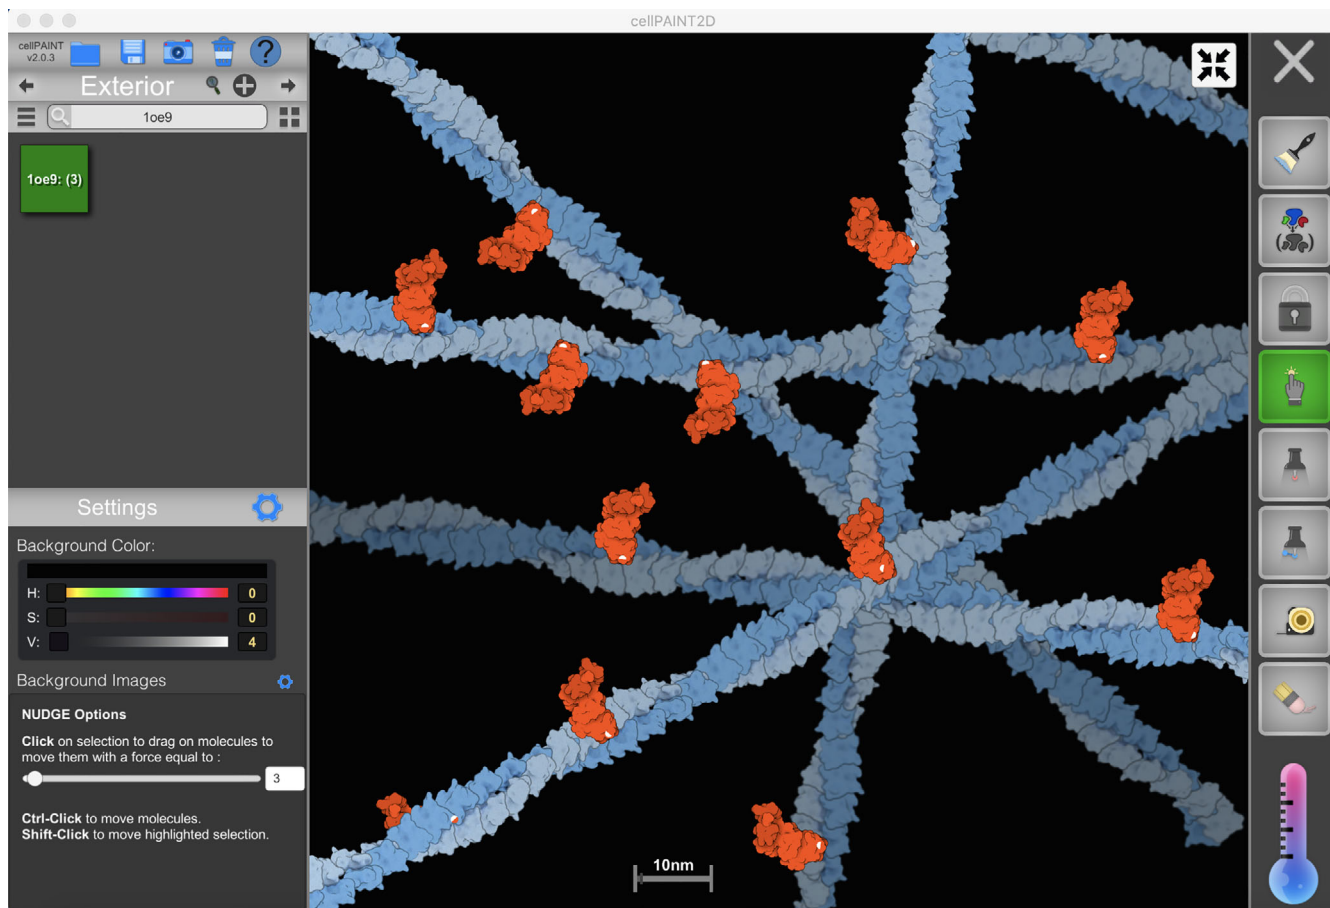 cellPAINT2D
cellPAINT
v2.0.3
?
Exterior
1oe9
1oe9: (3)
Settings
Background Color:
H: 0
S: 0
V: 4
Background Images
NUDGE Options
Click on selection to drag on molecules to
move them with a force equal to :
3
Ctrl-Click to move molecules.
Shift-Click to move highlighted selection.
10nm